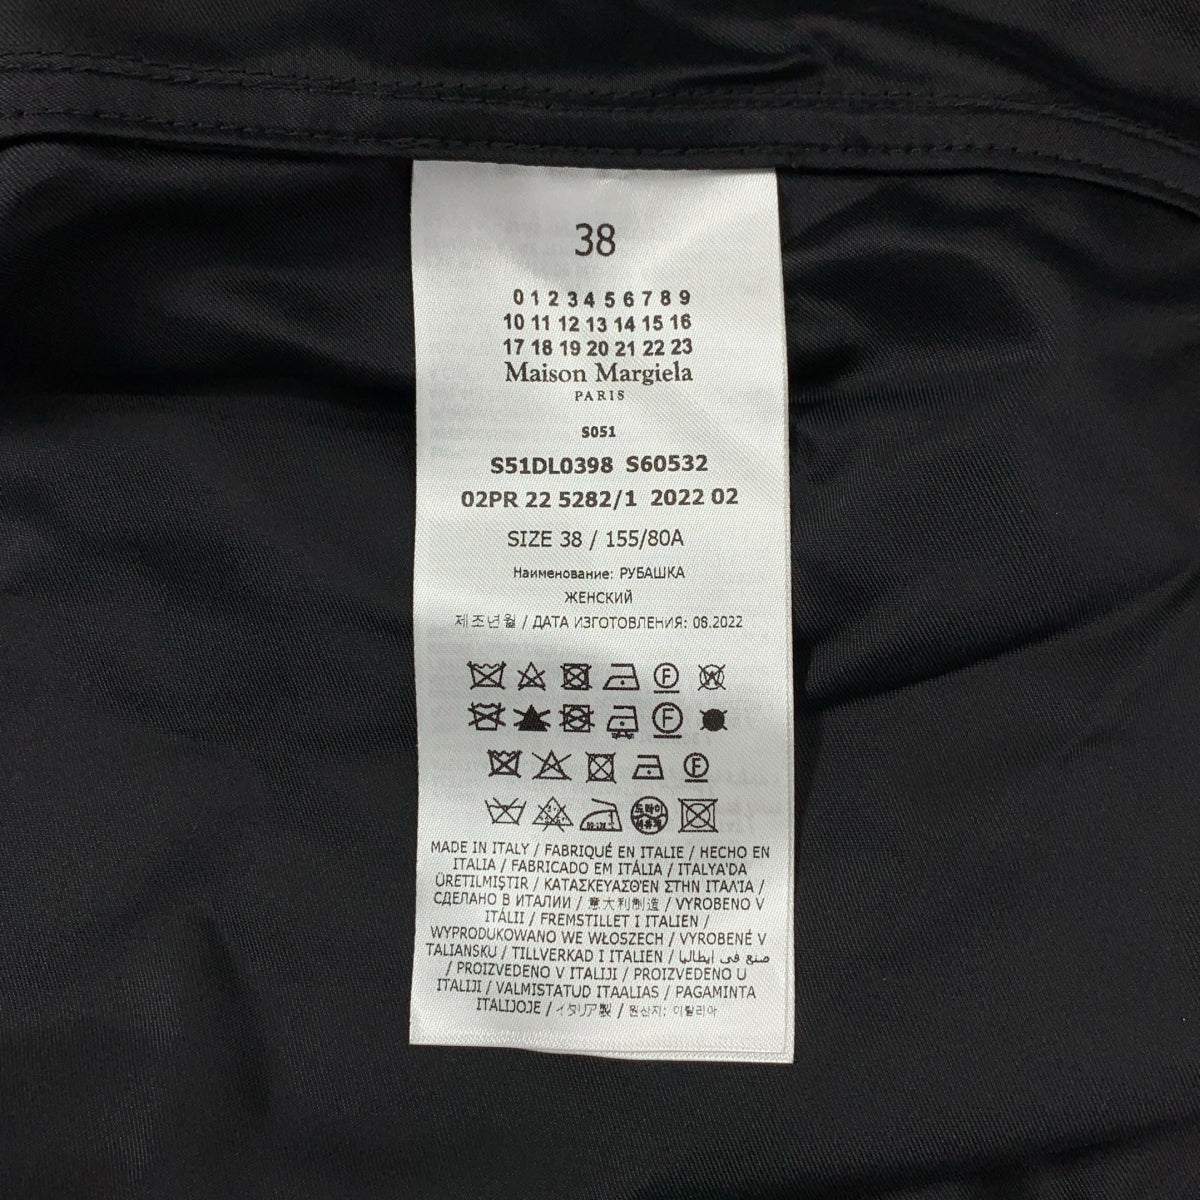 38
0 1 2 3 4 5 6 7 8 9
10 11 12 13 14 15 16
17 18 19 20 21 22 23
Maison Margiela
PARIS
S051
S51DL0398 S60532
02PR 22 5282/1 2022 02
SIZE 38 / 155/80A
Наименование: РУБАШКА
ЖЕНСКИЙ
제조년월 / ДАТА ИЗГОТОВЛЕНИЯ: 06.2022
F W
F
F
드라이
MADE IN ITALY / FABRIQUÉ EN ITALIE / HECHO EN
ITALIA / FABRICADO EM ITÁLIA / ITALYA'DA
ÜRETILMIŞTIR / ΚΑΤΑΣΚΕΥΑΣΘΈΝ ΣΤΗΝ ΙΤΑΛΊΑ /
СДЕЛАНО В ИТАЛИИ / 意大利制造 / VYROBENO V
ITÁLII / FREMSTILLET I ITALIEN /
WYPRODUKOWANO WE WŁOSZECH / VYROBENÉ V
TALIANSKU / TILLVERKAD I ITALIEN / صنع في إيطاليا
/ PROIZVEDENO V ITALIJI / PROIZVEDENO U
ITALIJI / VALMISTATUD ITAALIAS / PAGAMINTA
ITALIJOJE / イタリア製 / 원산지: 이탈리아